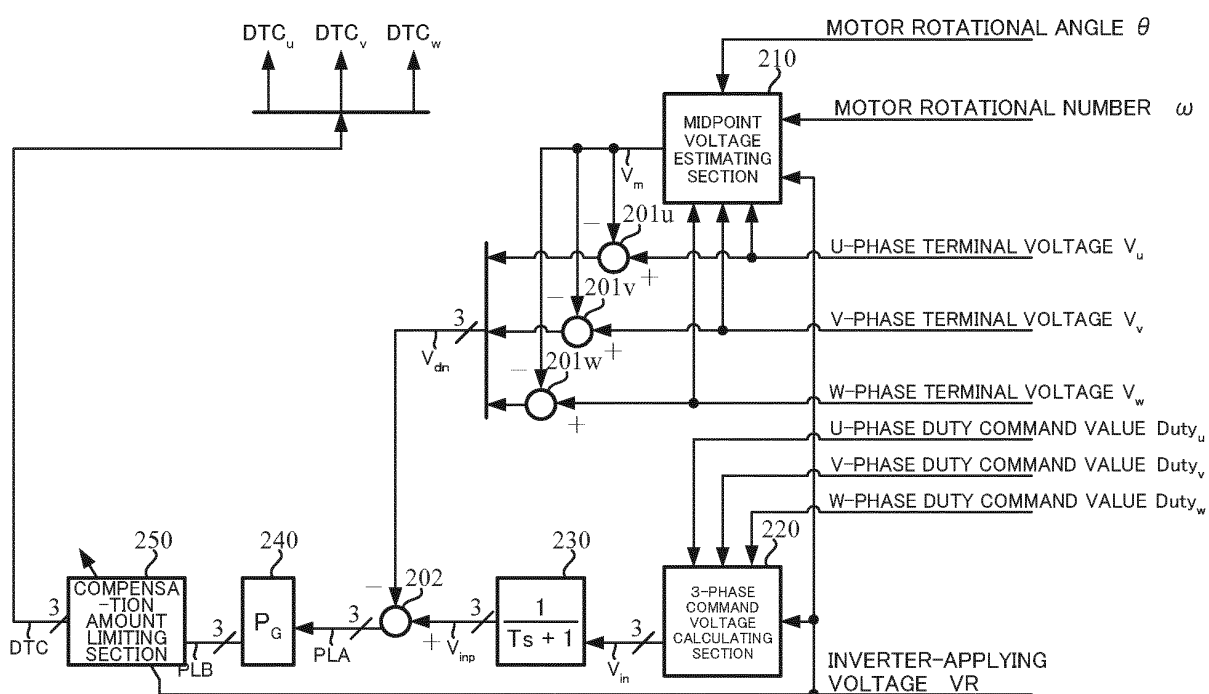 DTCu DTCv DTCw
MOTOR ROTATIONAL ANGLE θ
210
MOTOR ROTATIONAL NUMBER ω
MIDPOINT
VOLTAGE
ESTIMATING
SECTION
Vm
− 201u
+
U-PHASE TERMINAL VOLTAGE Vu
− 201v
+
V-PHASE TERMINAL VOLTAGE Vv
3
Vdn
− 201w
+
W-PHASE TERMINAL VOLTAGE Vw
U-PHASE DUTY COMMAND VALUE Dutyu
V-PHASE DUTY COMMAND VALUE Dutyv
W-PHASE DUTY COMMAND VALUE Dutyw
250 240 230 220
COMPENSA
-TION
AMOUNT
LIMITING
SECTION
3
DTC
3
PLB
PG
3
PLA
− 202
+
3
Vinp
1
Ts + 1
3
Vin
3-PHASE
COMMAND
VOLTAGE
CALCULATING
SECTION
INVERTER-APPLYING
VOLTAGE VR